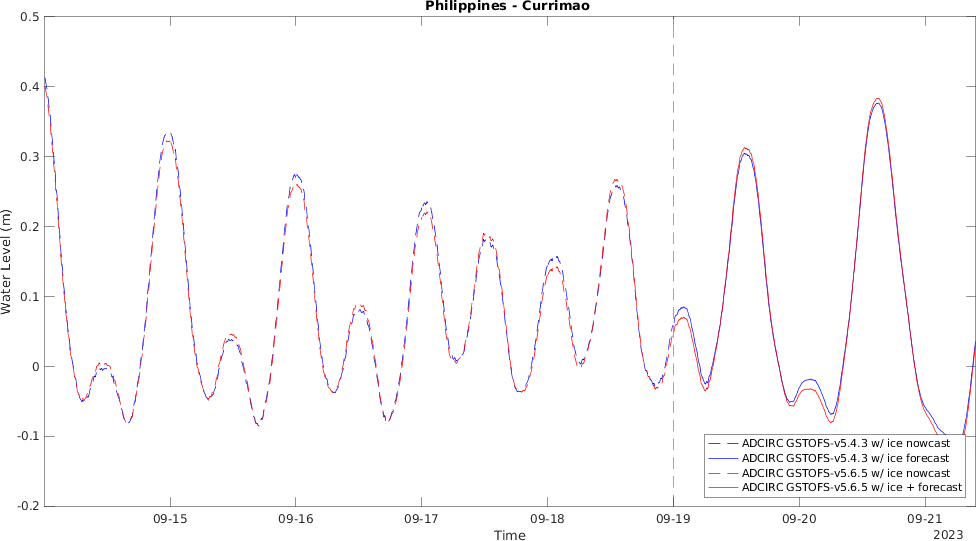 Philippines - Currimao
0.5
0.4
0.3
0.2
0.1
0
-0.1
-0.2
Water Level (m)
ADCIRC GSTOFS-v5.4.3 w/ ice nowcast
ADCIRC GSTOFS-v5.4.3 w/ ice forecast
ADCIRC GSTOFS-v5.6.5 w/ ice nowcast
ADCIRC GSTOFS-v5.6.5 w/ ice + forecast
09-15 09-16 09-17 09-18 09-19 09-20 09-21
Time
2023